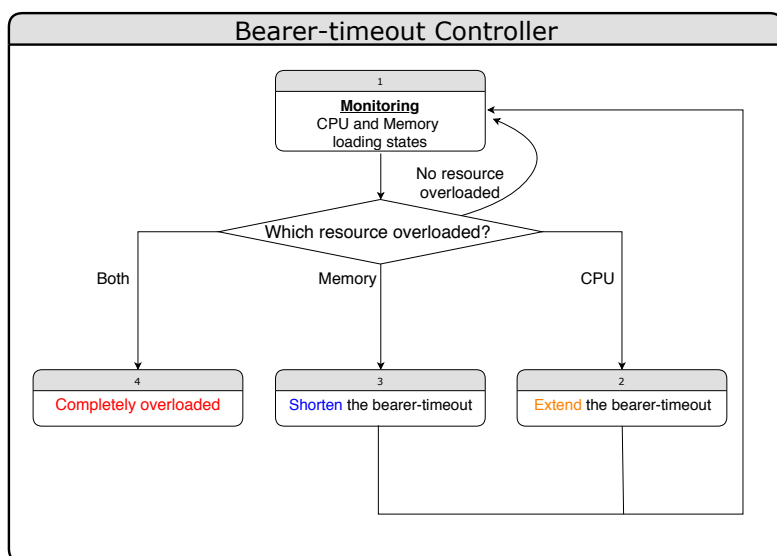 Bearer-timeout Controller
1
Monitoring
CPU and Memory
loading states
No resource
overloaded
Which resource overloaded?
Both
Memory
CPU
4
Completely overloaded
3
Shorten the bearer-timeout
2
Extend the bearer-timeout